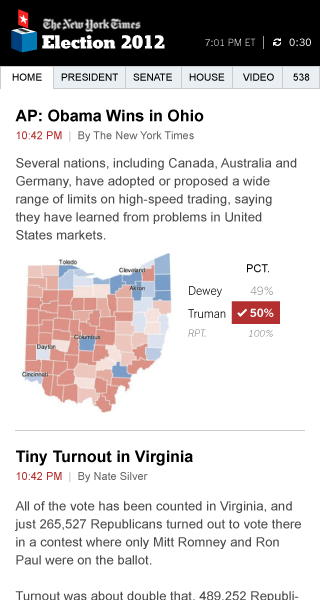 The New York Times
Election 2012
7:01 PM ET
0:30
HOME PRESIDENT SENATE HOUSE VIDEO 538
AP: Obama Wins in Ohio
10:42 PM | By The New York Times
Several nations, including Canada, Australia and
Germany, have adopted or proposed a wide
range of limits on high-speed trading, saying
they have learned from problems in United
States markets.
Toledo
Cleveland
Akron
Columbus
Dayton
Cincinnati
PCT.
Dewey 49%
Truman ✓ 50%
RPT. 100%
Tiny Turnout in Virginia
10:42 PM | By Nate Silver
All of the vote has been counted in Virginia, and
just 265,527 Republicans turned out to vote there
in a contest where only Mitt Romney and Ron
Paul were on the ballot.
Turnout was about double that, 489,252 Republi-